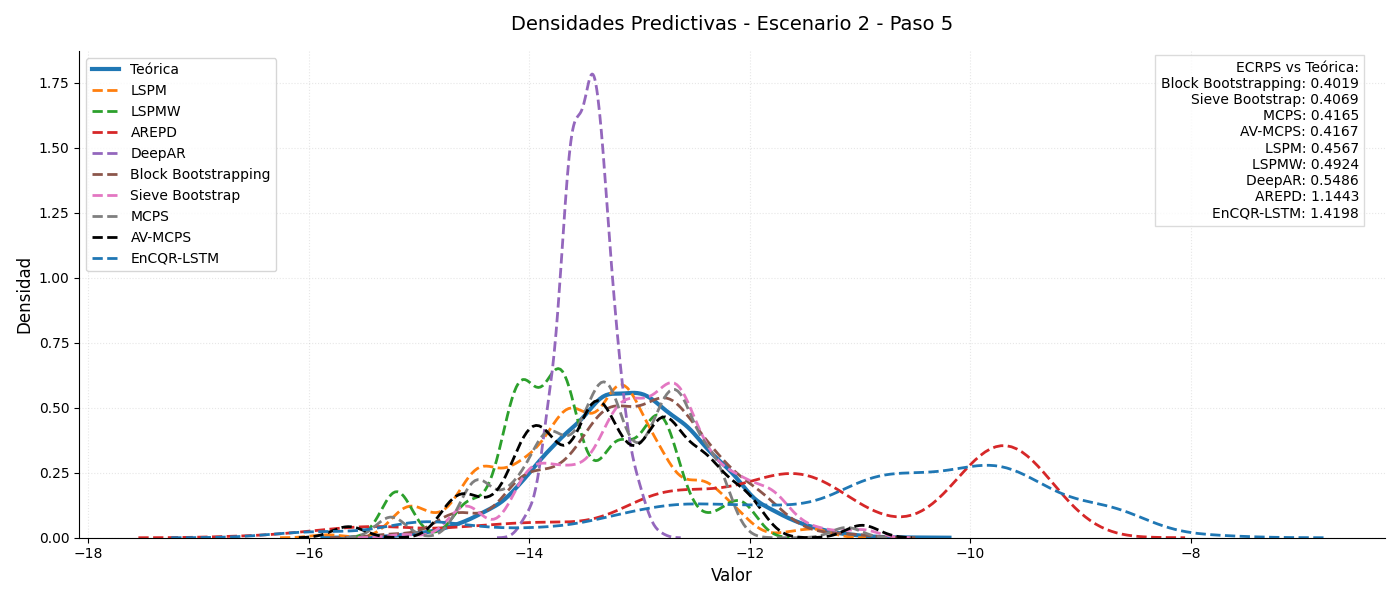 Densidades Predictivas - Escenario 2 - Paso 5
Teórica
LSPM
LSPMW
AREPD
DeepAR
Block Bootstrapping
Sieve Bootstrap
MCPS
AV-MCPS
EnCQR-LSTM
ECRPS vs Teórica:
Block Bootstrapping: 0.4019
Sieve Bootstrap: 0.4069
MCPS: 0.4165
AV-MCPS: 0.4167
LSPM: 0.4567
LSPMW: 0.4924
DeepAR: 0.5486
AREPD: 1.1443
EnCQR-LSTM: 1.4198
Densidad
1.75
1.50
1.25
1.00
0.75
0.50
0.25
0.00
−18
−16
−14
−12
−10
−8
Valor